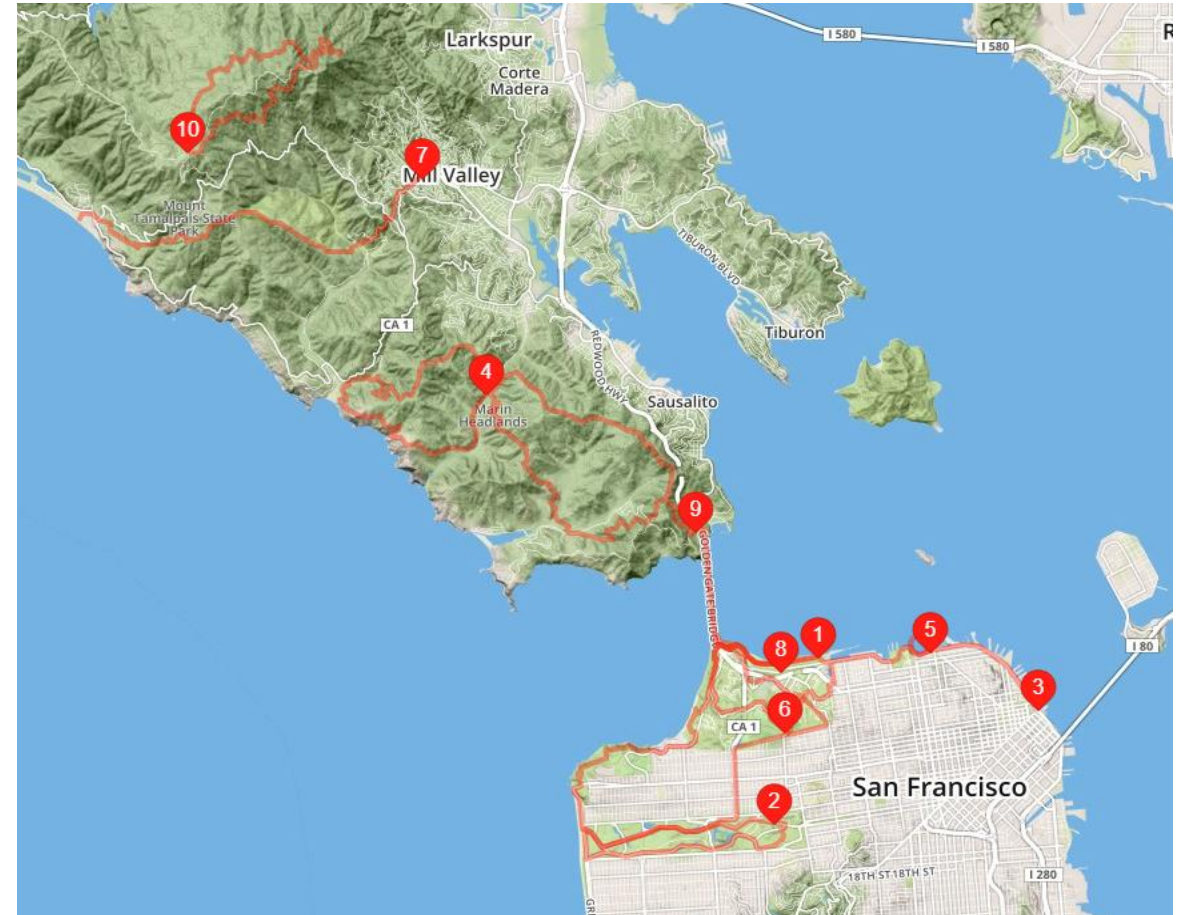 Larkspur
I 580
I 580
R
Corte
Madera
10
7
Mill Valley
Mount
Tamalpais State
Park
TIBURON BLVD
CA 1
Tiburon
REDWOOD HWY
4
Marin
Headlands
Sausalito
9
GOLDEN GATE BRIDGE
1
8
5
I 80
3
6
CA 1
San Francisco
2
18TH ST 18TH ST
I 280
GR